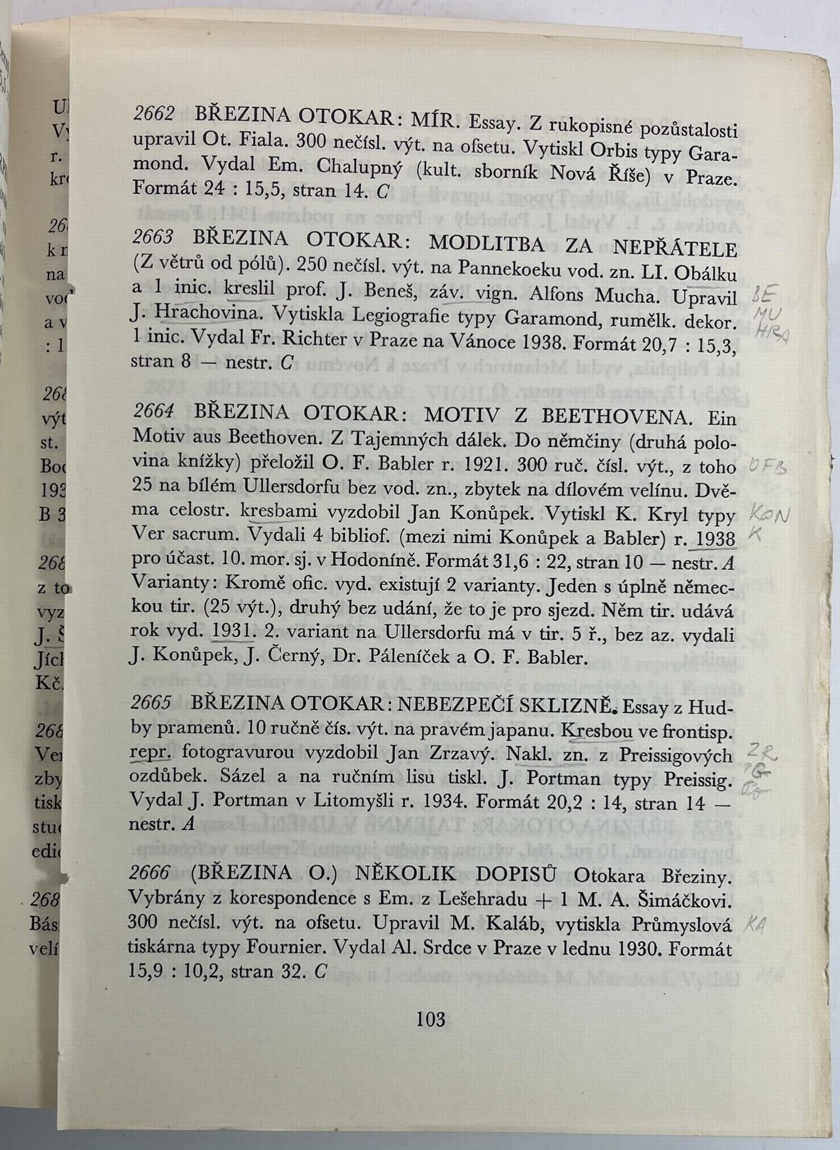 2662 BŘEZINA OTOKAR: MÍR. Essay. Z rukopisné pozůstalosti
upravil Ot. Fiala. 300 nečísl. výt. na ofsetu. Vytiskl Orbis typy Gara-
mond. Vydal Em. Chalupný (kult. sborník Nová Říše) v Praze.
Formát 24 : 15,5, stran 14. C
2663 BŘEZINA OTOKAR: MODLITBA ZA NEPŘÁTELE
(Z větrů od pólů). 250 nečísl. výt. na Pannekoeku vod. zn. LI. Obálku
a 1 inic. kreslil prof. J. Beneš, záv. vign. Alfons Mucha. Upravil
J. Hrachovina. Vytiskla Legiografie typy Garamond, rumělk. dekor.
1 inic. Vydal Fr. Richter v Praze na Vánoce 1938. Formát 20,7 : 15,3,
stran 8 — nestr. C
BE
MU
HRA
2664 BŘEZINA OTOKAR: MOTIV Z BEETHOVENA. Ein
Motiv aus Beethoven. Z Tajemných dálek. Do němčiny (druhá polo-
vina knížky) přeložil O. F. Babler r. 1921. 300 ruč. čísl. výt., z toho
25 na bílém Ullersdorfu bez vod. zn., zbytek na dílovém velínu. Dvě-
ma celostr. kresbami vyzdobil Jan Konůpek. Vytiskl K. Kryl typy
Ver sacrum. Vydali 4 bibliof. (mezi nimi Konůpek a Babler) r. 1938
pro účast. 10. mor. sj. v Hodoníně. Formát 31,6 : 22, stran 10 — nestr. A
Varianty: Kromě ofic. vyd. existují 2 varianty. Jeden s úplně němec-
kou tir. (25 výt.), druhý bez udání, že to je pro sjezd. Něm tir. udává
rok vyd. 1931. 2. variant na Ullersdorfu má v tir. 5 ř., bez az. vydali
J. Konůpek, J. Černý, Dr. Páleníček a O. F. Babler.
OFB
KON
K
2665 BŘEZINA OTOKAR: NEBEZPEČÍ SKLIZNĚ. Essay z Hud-
by pramenů. 10 ručně čís. výt. na pravém japanu. Kresbou ve frontisp.
repr. fotogravurou vyzdobil Jan Zrzavý. Nakl. zn. z Preissigových
ozdůbek. Sázel a na ručním lisu tiskl. J. Portman typy Preissig.
Vydal J. Portman v Litomyšli r. 1934. Formát 20,2 : 14, stran 14 —
nestr. A
ZR
2666 (BŘEZINA O.) NĚKOLIK DOPISŮ Otokara Březiny.
Vybrány z korespondence s Em. z Lešehradu + 1 M. A. Šimáčkovi.
300 nečísl. výt. na ofsetu. Upravil M. Kaláb, vytiskla Průmyslová
tiskárna typy Fournier. Vydal Al. Srdce v Praze v lednu 1930. Formát
15,9 : 10,2, stran 32. C
KA
103